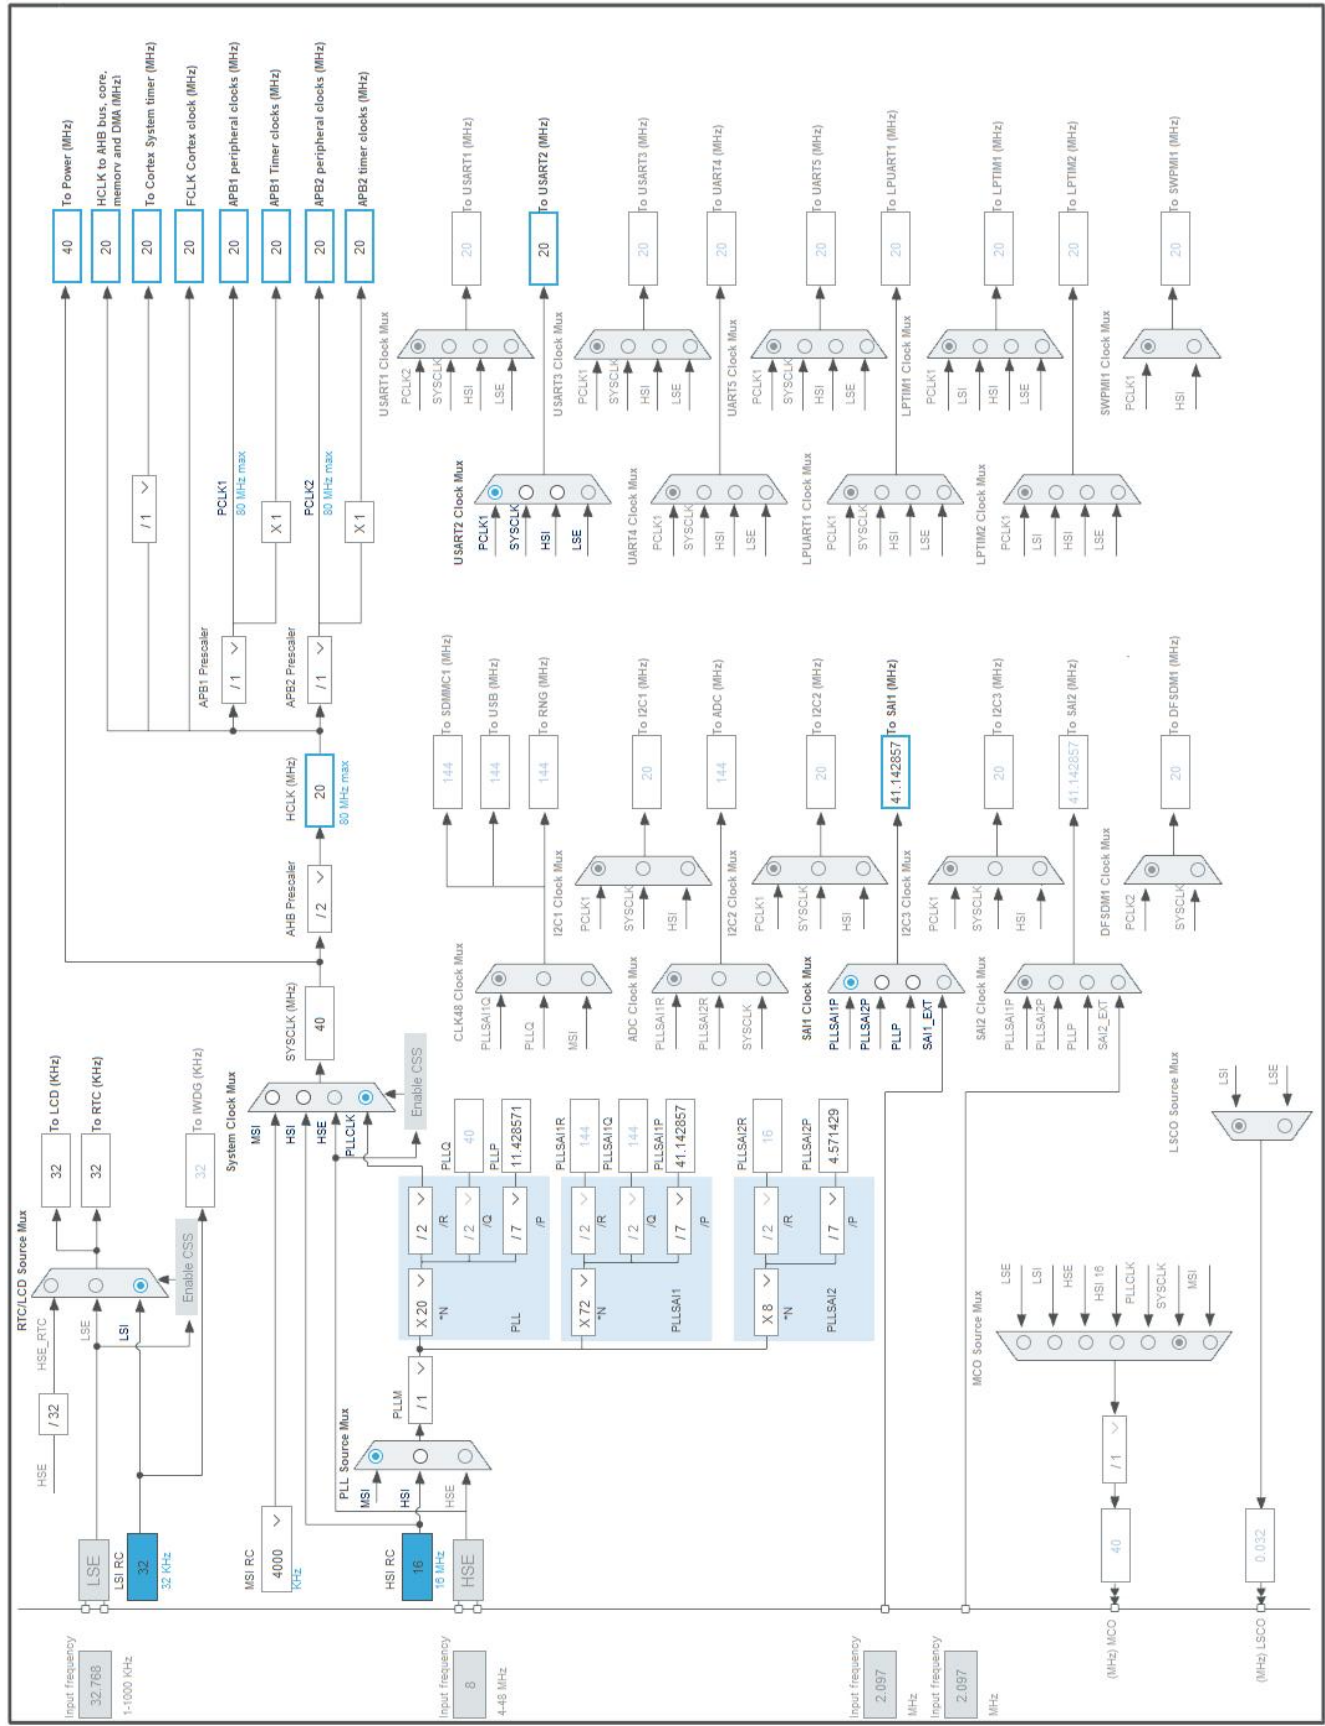 RTC/LCD Source Mux
HSE
/ 32
HSE_RTC
32
To LCD (KHz)
Input frequency
32.768
1-1000 KHz
LSE
LSE
32
To RTC (KHz)
LSI RC
32
32 KHz
LSI
Enable CSS
32
To IWDG (KHz)
System Clock Mux
MSI RC
4000
KHz
MSI
HSI
HSE
PLLCLK
Enable CSS
SYSCLK (MHz)
40
AHB Prescaler
/ 2
HCLK (MHz)
20
80 MHz max
APB1 Prescaler
/ 1
APB2 Prescaler
/ 1
/ 1
PCLK1
80 MHz max
X 1
PCLK2
80 MHz max
X 1
40
To Power (MHz)
20
HCLK to AHB bus, core,
memory and DMA (MHz)
20
To Cortex System timer (MHz)
20
FCLK Cortex clock (MHz)
20
APB1 peripheral clocks (MHz)
20
APB1 Timer clocks (MHz)
20
APB2 peripheral clocks (MHz)
20
APB2 timer clocks (MHz)
PLL Source Mux
MSI
HSI
HSE
HSI RC
16
16 MHz
Input frequency
8
4-48 MHz
HSE
PLLM
/ 1
X 20
*N
PLL
/ 2
/R
/ 2
/Q
/ 7
/P
PLLQ
40
PLLP
11.428571
X 72
*N
PLLSAI1
/ 2
/R
/ 2
/Q
/ 7
/P
PLLSAI1R
144
PLLSAI1Q
144
PLLSAI1P
41.142857
X 8
*N
PLLSAI2
/ 2
/R
/ 7
/P
PLLSAI2R
16
PLLSAI2P
4.571429
CLK48 Clock Mux
PLLSAI1Q
PLLQ
MSI
144
To SDMMC1 (MHz)
144
To USB (MHz)
144
To RNG (MHz)
I2C1 Clock Mux
PCLK1
SYSCLK
HSI
20
To I2C1 (MHz)
ADC Clock Mux
PLLSAI1R
PLLSAI2R
SYSCLK
144
To ADC (MHz)
I2C2 Clock Mux
PCLK1
SYSCLK
HSI
20
To I2C2 (MHz)
SAI1 Clock Mux
PLLSAI1P
PLLSAI2P
PLLP
SAI1_EXT
41.142857
To SAI1 (MHz)
I2C3 Clock Mux
PCLK1
SYSCLK
HSI
20
To I2C3 (MHz)
SAI2 Clock Mux
PLLSAI1P
PLLSAI2P
PLLP
SAI2_EXT
41.142857
To SAI2 (MHz)
DFSDM1 Clock Mux
PCLK2
SYSCLK
20
To DFSDM1 (MHz)
USART1 Clock Mux
PCLK2
SYSCLK
HSI
LSE
20
To USART1 (MHz)
USART2 Clock Mux
PCLK1
SYSCLK
HSI
LSE
20
To USART2 (MHz)
USART3 Clock Mux
PCLK1
SYSCLK
HSI
LSE
20
To USART3 (MHz)
UART4 Clock Mux
PCLK1
SYSCLK
HSI
LSE
20
To UART4 (MHz)
UART5 Clock Mux
PCLK1
SYSCLK
HSI
LSE
20
To UART5 (MHz)
LPUART1 Clock Mux
PCLK1
SYSCLK
HSI
LSE
20
To LPUART1 (MHz)
LPTIM1 Clock Mux
PCLK1
LSI
HSI
LSE
20
To LPTIM1 (MHz)
LPTIM2 Clock Mux
PCLK1
LSI
HSI
LSE
20
To LPTIM2 (MHz)
SWPMI1 Clock Mux
PCLK1
HSI
20
To SWPMI1 (MHz)
Input frequency
2.097
MHz
Input frequency
2.097
MHz
MCO Source Mux
LSE
LSI
HSE
HSI 16
PLLCLK
SYSCLK
MSI
/ 1
40
(MHz) MCO
LSCO Source Mux
LSI
LSE
0.032
(MHz) LSCO